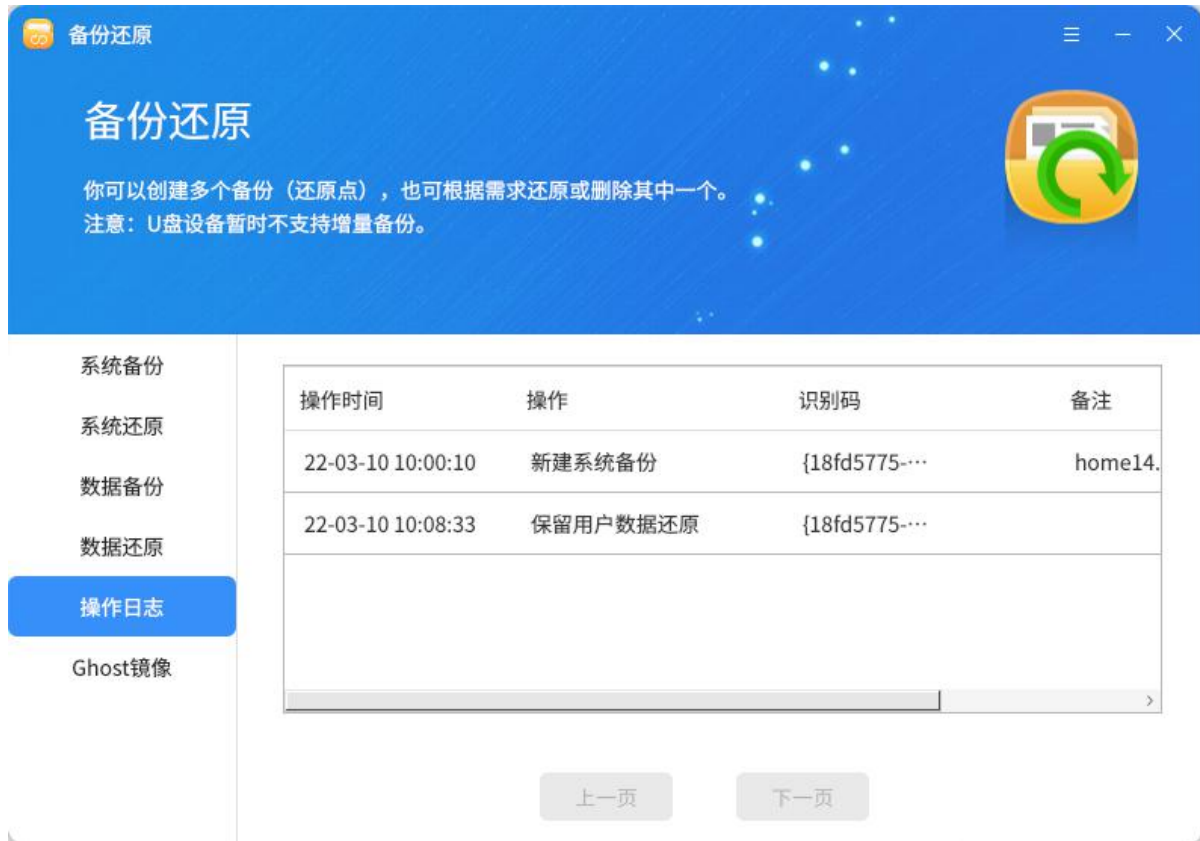 备份还原
备份还原
你可以创建多个备份（还原点），也可根据需求还原或删除其中一个。
注意：U盘设备暂时不支持增量备份。
系统备份
系统还原
数据备份
数据还原
操作日志
Ghost镜像
操作时间 操作 识别码 备注
22-03-10 10:00:10 新建系统备份 {18fd5775-··· home14.
22-03-10 10:08:33 保留用户数据还原 {18fd5775-···
上一页 下一页